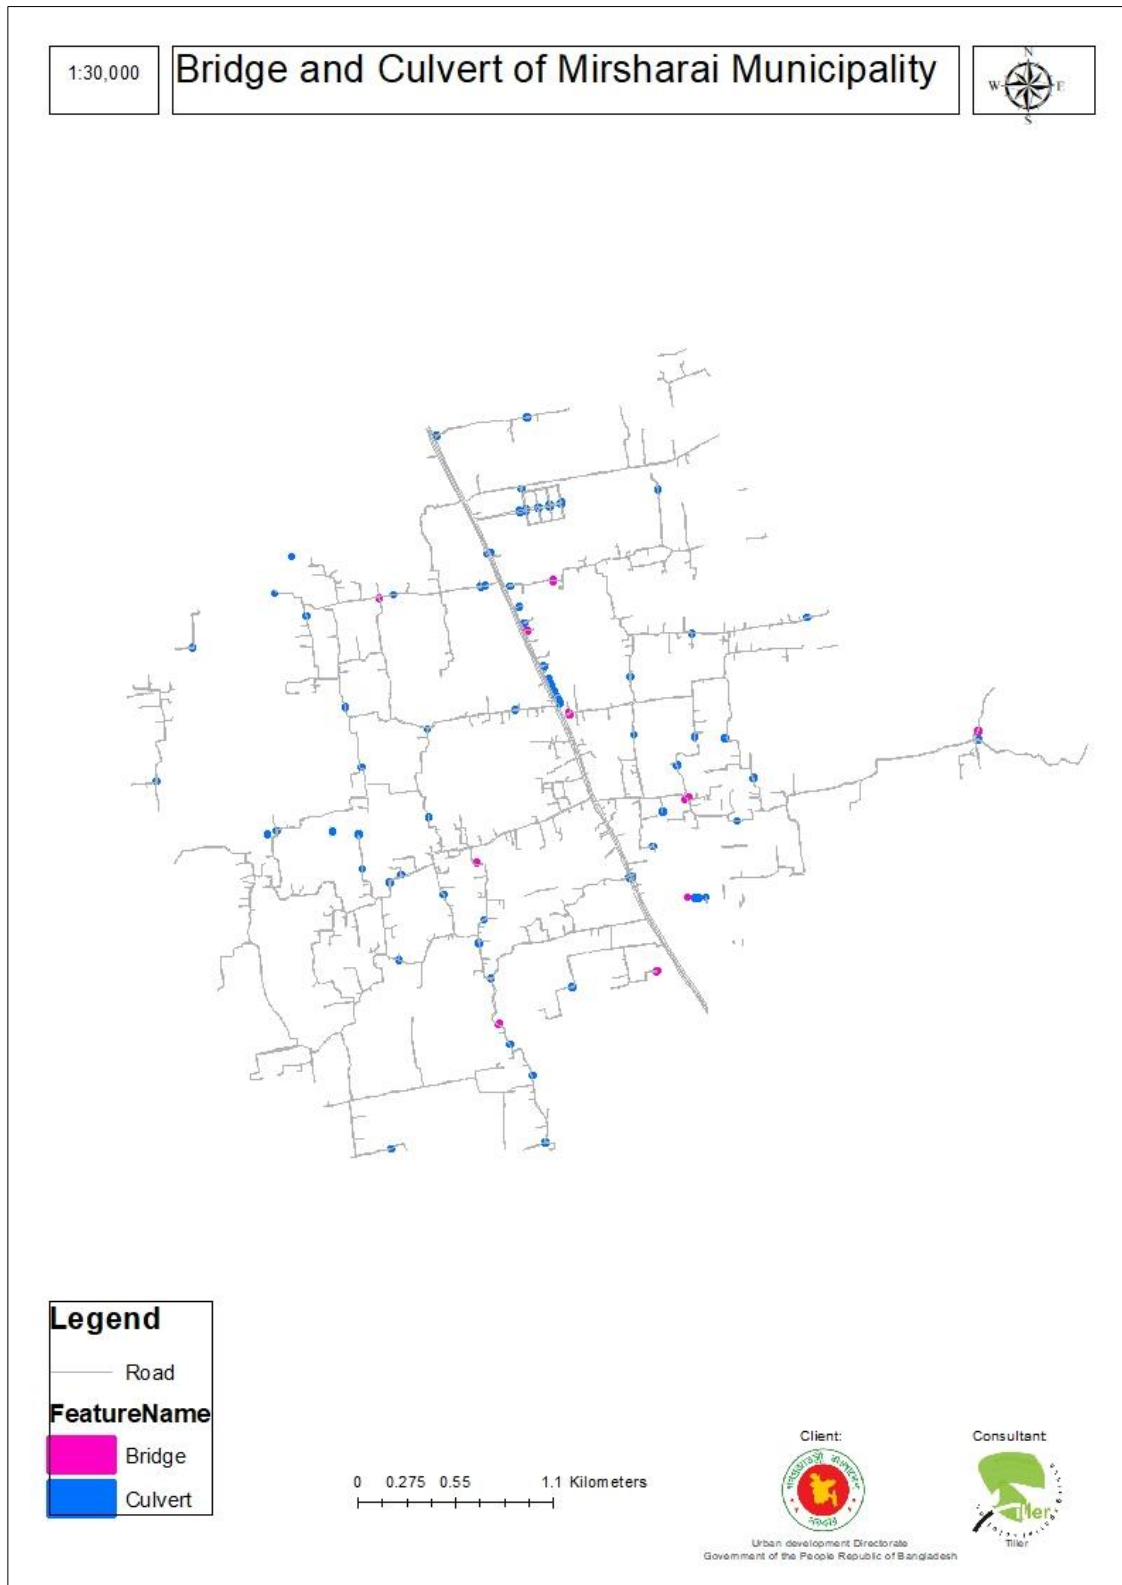 1:30,000
Bridge and Culvert of Mirsharai Municipality
N
W E
S
Legend
Road
FeatureName
Bridge
Culvert
0 0.275 0.55 1.1 Kilometers
Client:
Consultant
Tiller
Tiller
Urban development Directorate
Government of the People Republic of Bangladesh